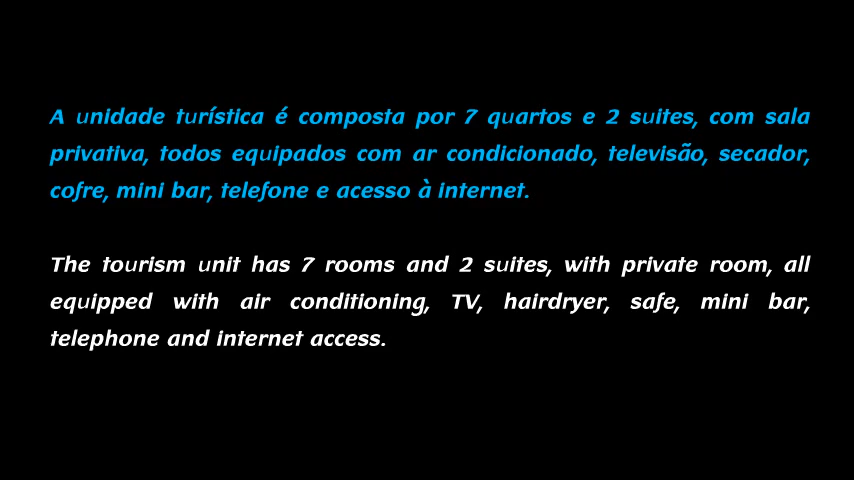 A unidade turística é composta por 7 quartos e 2 suites, com sala
privativa, todos equipados com ar condicionado, televisão, secador,
cofre, mini bar, telefone e acesso à internet.
The tourism unit has 7 rooms and 2 suites, with private room, all
equipped with air conditioning, TV, hairdryer, safe, mini bar,
telephone and internet access.